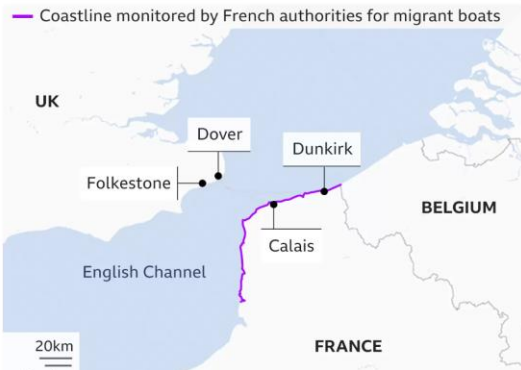 Coastline monitored by French authorities for migrant boats
UK
Dover
Dunkirk
Folkestone
BELGIUM
Calais
English Channel
20km
FRANCE